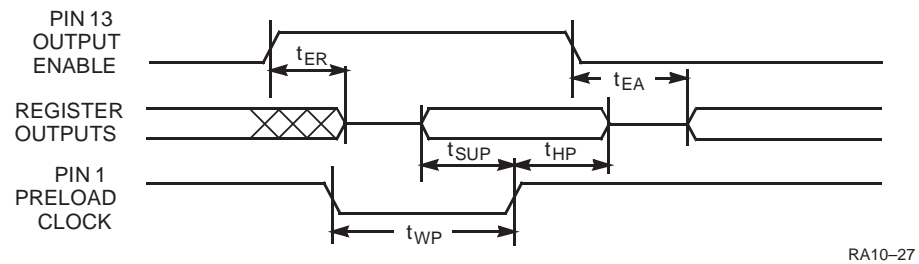 PIN 13
OUTPUT
ENABLE
tER
tEA
REGISTER
OUTPUTS
tSUP
tHP
PIN 1
PRELOAD
CLOCK
tWP
RA10–27